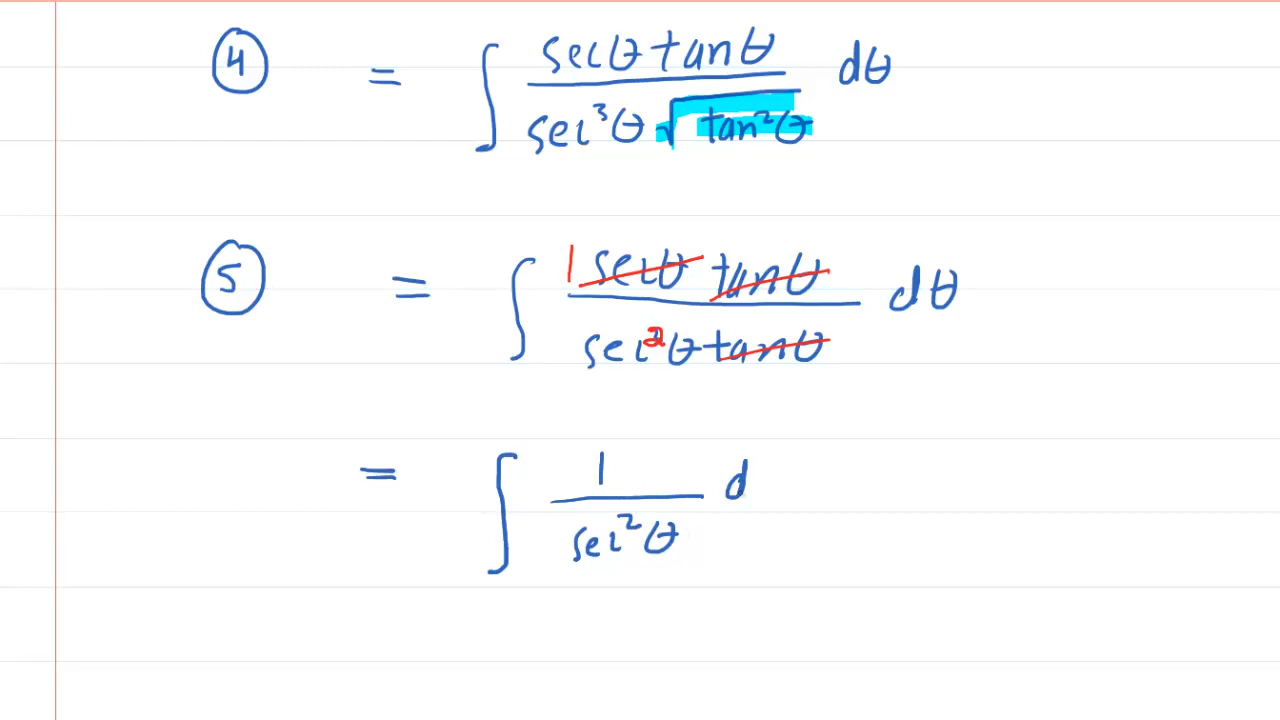 ④ = ∫ secθ tanθ / sec³θ √tan²θ dθ
⑤ = ∫ 1 secθ tanθ / sec²θ tanθ dθ
= ∫ 1 / sec²θ d